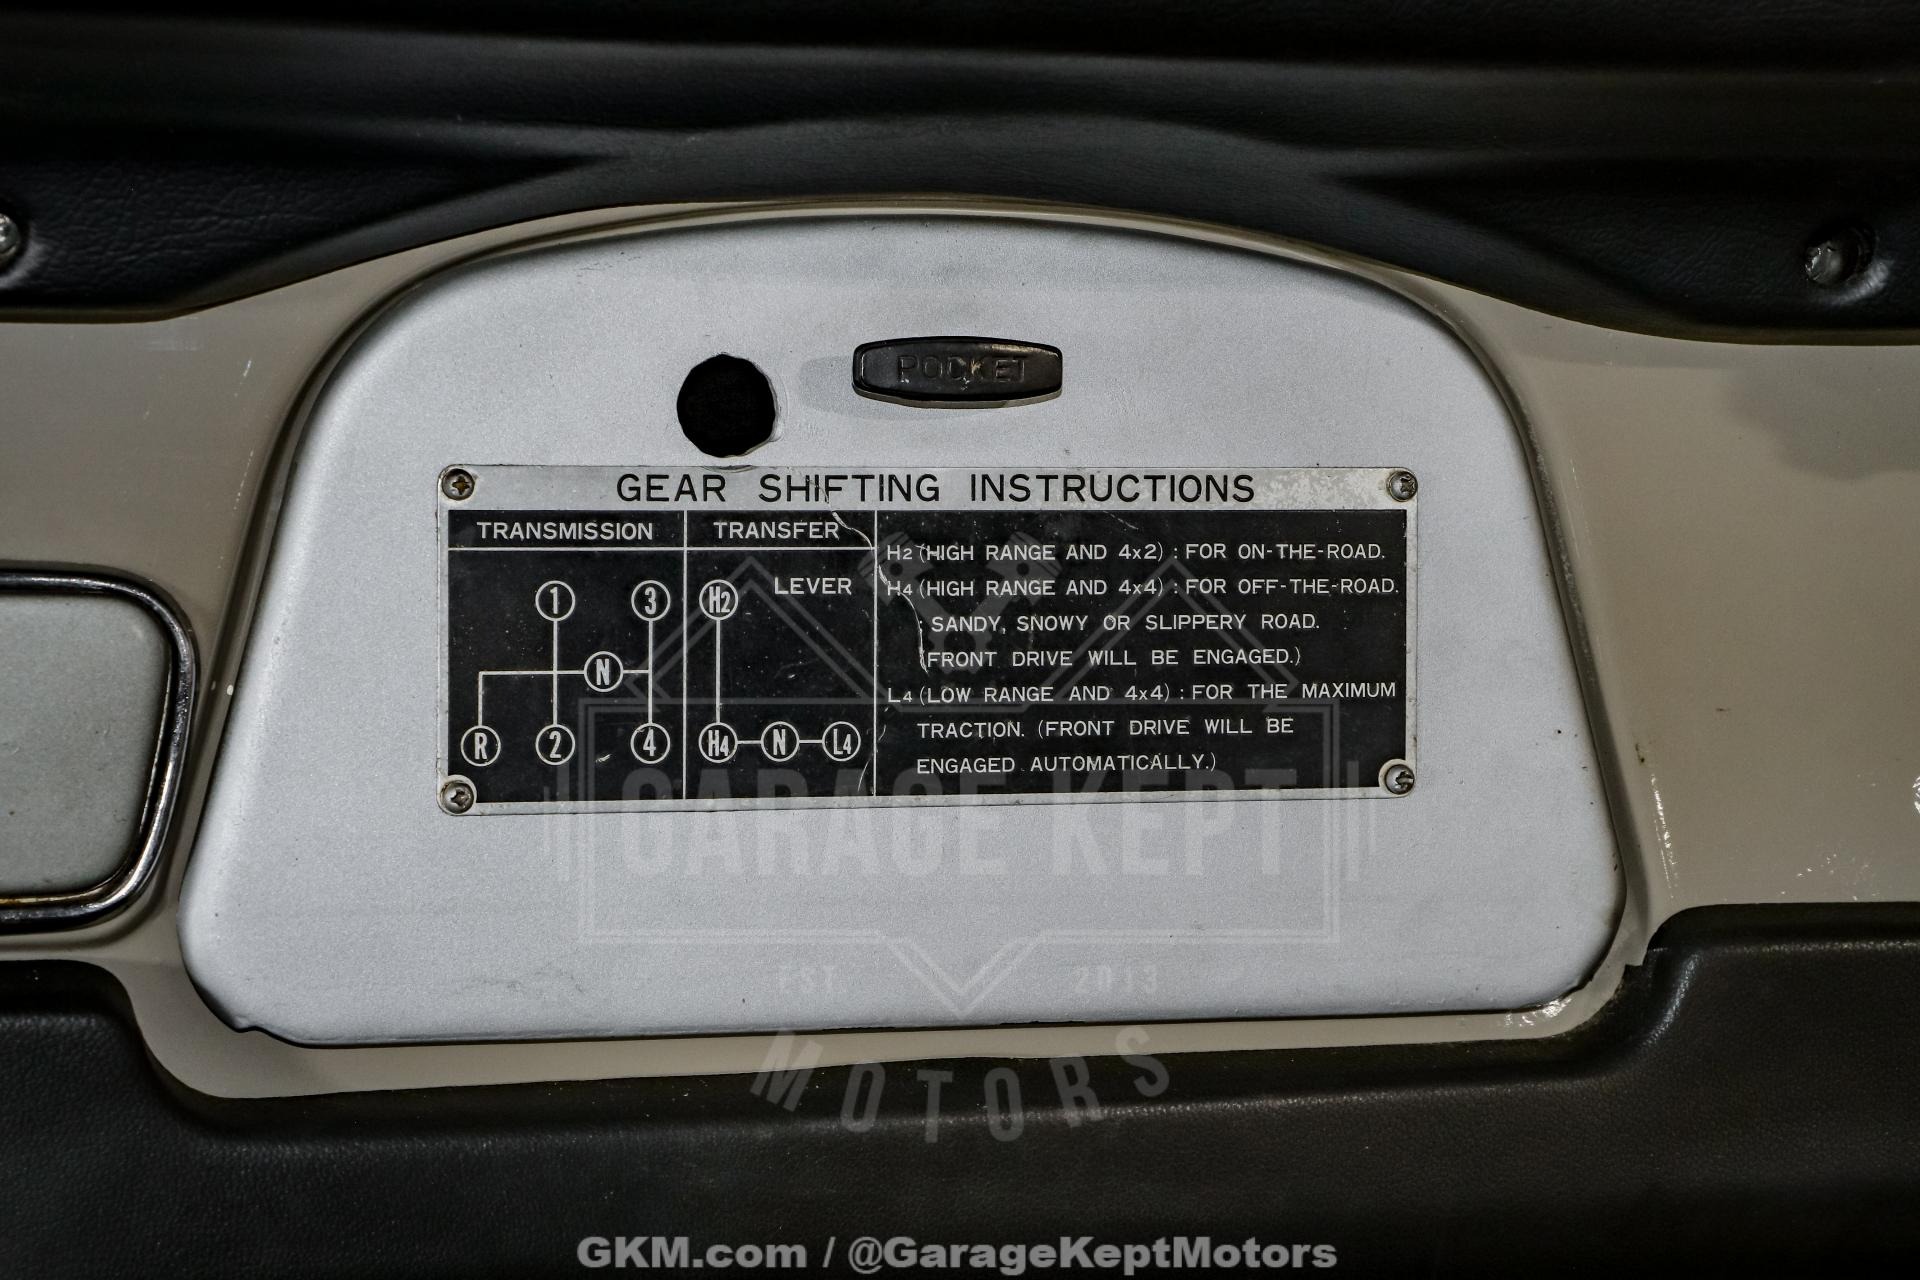 POCKET
GEAR SHIFTING INSTRUCTIONS
TRANSMISSION
1 3
N
R 2 4
TRANSFER
LEVER
H2
H4 N L4
H2 (HIGH RANGE AND 4x2) : FOR ON-THE-ROAD.
H4 (HIGH RANGE AND 4x4) : FOR OFF-THE-ROAD.
: SANDY, SNOWY OR SLIPPERY ROAD.
(FRONT DRIVE WILL BE ENGAGED.)
L4 (LOW RANGE AND 4x4) : FOR THE MAXIMUM
TRACTION. (FRONT DRIVE WILL BE
ENGAGED AUTOMATICALLY.)
GARAGE KEPT
EST 2013
MOTORS
GKM.com / @GarageKeptMotors